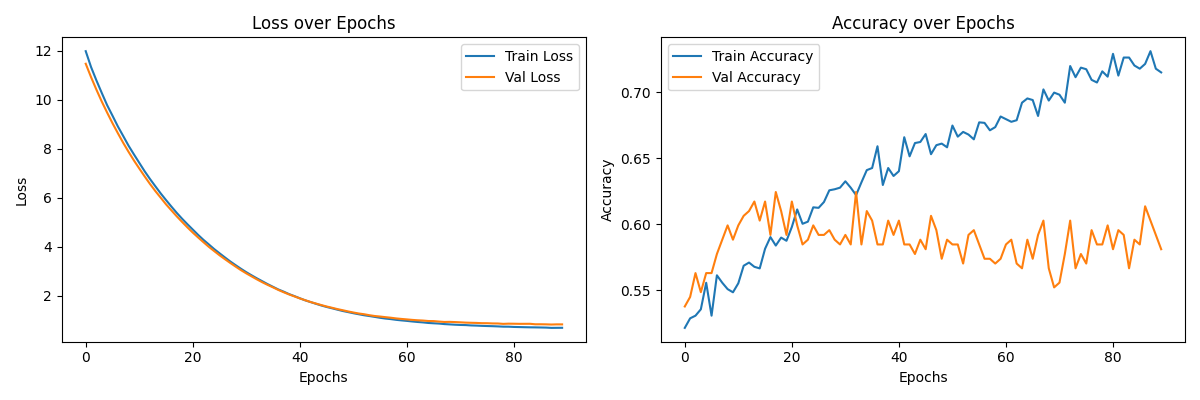 Loss over Epochs
12
10
8
6
4
2
Loss
0
20
40
60
80
Epochs
Train Loss
Val Loss
Accuracy over Epochs
0.70
0.65
0.60
0.55
Accuracy
0
20
40
60
80
Epochs
Train Accuracy
Val Accuracy